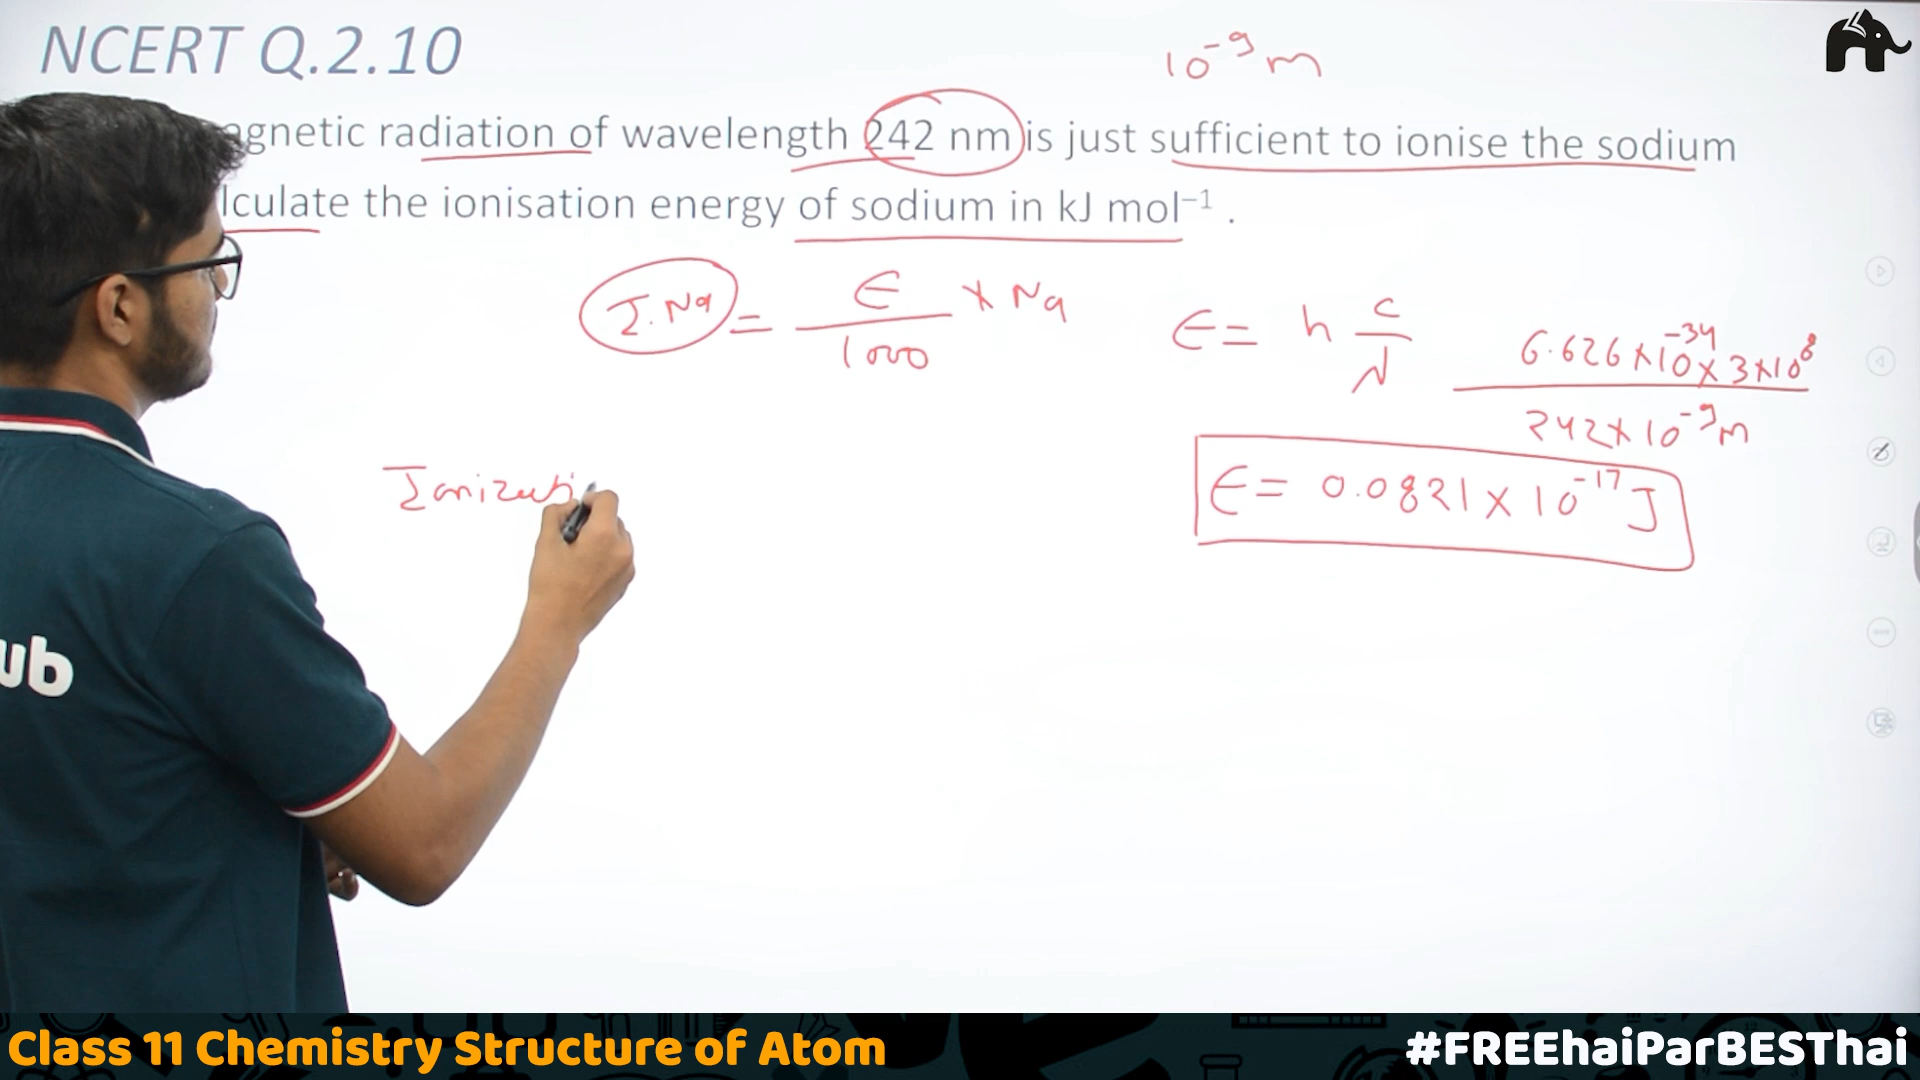 NCERT Q.2.10
10⁻⁹ m
agnetic radiation of wavelength 242 nm is just sufficient to ionise the sodium
lculate the ionisation energy of sodium in kJ mol⁻¹ .
I.Na = E/1000 × Na
E = h c/λ
6.626×10⁻³⁴ × 3×10⁸
242×10⁻⁹ m
E = 0.0821 × 10⁻¹⁷ J
Ionizati
ub
Class 11 Chemistry Structure of Atom
#FREEhaiParBESThai